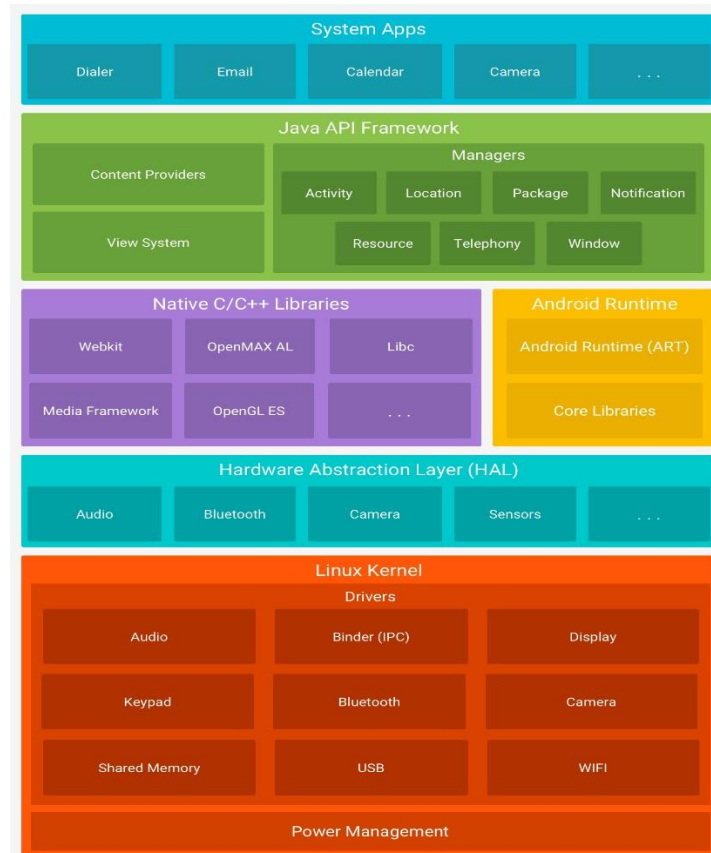 System Apps
Dialer Email Calendar Camera . . .
Java API Framework
Content Providers
View System
Managers
Activity Location Package Notification
Resource Telephony Window
Native C/C++ Libraries
Webkit OpenMAX AL Libc
Media Framework OpenGL ES . . .
Android Runtime
Android Runtime (ART)
Core Libraries
Hardware Abstraction Layer (HAL)
Audio Bluetooth Camera Sensors . . .
Linux Kernel
Drivers
Audio Binder (IPC) Display
Keypad Bluetooth Camera
Shared Memory USB WIFI
Power Management